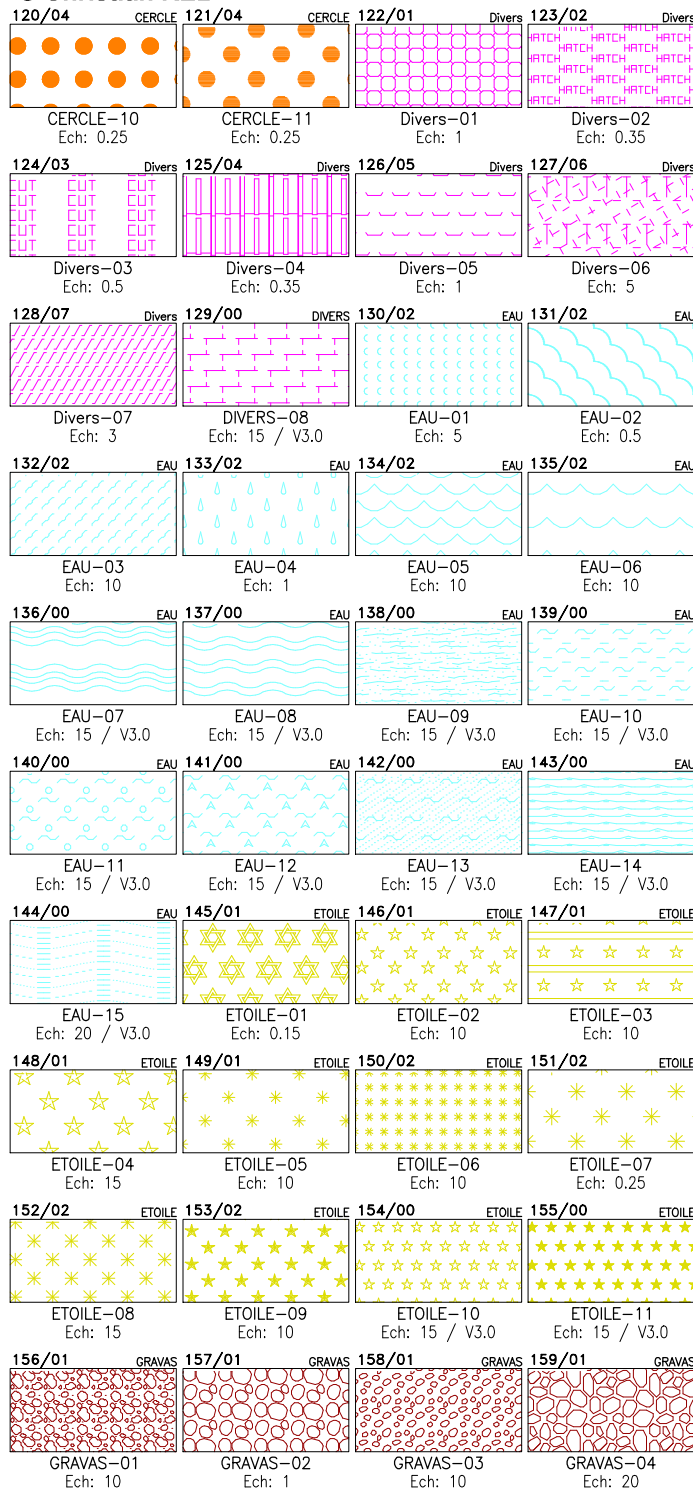 120/04 CERCLE 121/04 CERCLE 122/01 Divers 123/02 Divers
HATCH HATCH HATCH HATCH
CERCLE-10 CERCLE-11 Divers-01 Divers-02
Ech: 0.25 Ech: 0.25 Ech: 1 Ech: 0.35
124/03 Divers 125/04 Divers 126/05 Divers 127/06 Divers
CUT CUT CUT
Divers-03 Divers-04 Divers-05 Divers-06
Ech: 0.5 Ech: 0.35 Ech: 1 Ech: 5
128/07 Divers 129/00 DIVERS 130/02 EAU 131/02 EAU
Divers-07 DIVERS-08 EAU-01 EAU-02
Ech: 3 Ech: 15 / V3.0 Ech: 5 Ech: 0.5
132/02 EAU 133/02 EAU 134/02 EAU 135/02 EAU
EAU-03 EAU-04 EAU-05 EAU-06
Ech: 10 Ech: 1 Ech: 10 Ech: 10
136/00 EAU 137/00 EAU 138/00 EAU 139/00 EAU
EAU-07 EAU-08 EAU-09 EAU-10
Ech: 15 / V3.0 Ech: 15 / V3.0 Ech: 15 / V3.0 Ech: 15 / V3.0
140/00 EAU 141/00 EAU 142/00 EAU 143/00 EAU
EAU-11 EAU-12 EAU-13 EAU-14
Ech: 15 / V3.0 Ech: 15 / V3.0 Ech: 15 / V3.0 Ech: 15 / V3.0
144/00 EAU 145/01 ETOILE 146/01 ETOILE 147/01 ETOILE
EAU-15 ETOILE-01 ETOILE-02 ETOILE-03
Ech: 20 / V3.0 Ech: 0.15 Ech: 10 Ech: 10
148/01 ETOILE 149/01 ETOILE 150/02 ETOILE 151/02 ETOILE
ETOILE-04 ETOILE-05 ETOILE-06 ETOILE-07
Ech: 15 Ech: 10 Ech: 10 Ech: 0.25
152/02 ETOILE 153/02 ETOILE 154/00 ETOILE 155/00 ETOILE
ETOILE-08 ETOILE-09 ETOILE-10 ETOILE-11
Ech: 15 Ech: 10 Ech: 15 / V3.0 Ech: 15 / V3.0
156/01 GRAVAS 157/01 GRAVAS 158/01 GRAVAS 159/01 GRAVAS
GRAVAS-01 GRAVAS-02 GRAVAS-03 GRAVAS-04
Ech: 10 Ech: 1 Ech: 10 Ech: 20